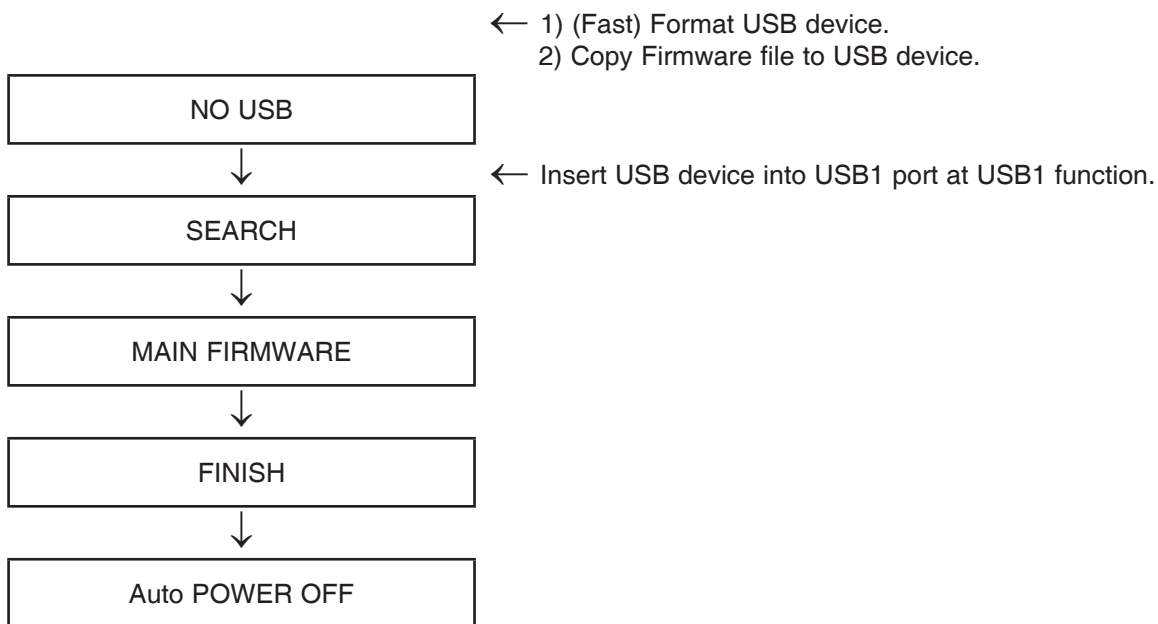 ← 1) (Fast) Format USB device.
2) Copy Firmware file to USB device.
NO USB
↓
← Insert USB device into USB1 port at USB1 function.
SEARCH
↓
MAIN FIRMWARE
↓
FINISH
↓
Auto POWER OFF